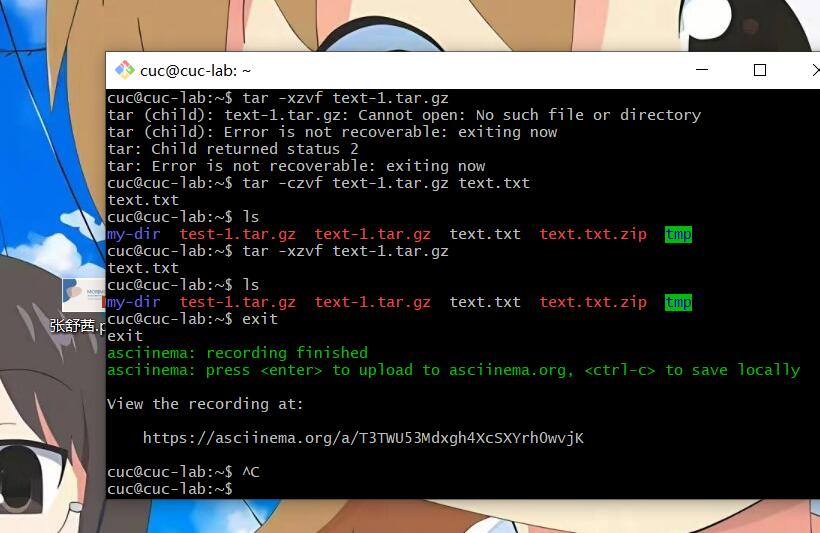 cuc@cuc-lab: ~
cuc@cuc-lab:~$ tar -xzvf text-1.tar.gz
tar (child): text-1.tar.gz: Cannot open: No such file or directory
tar (child): Error is not recoverable: exiting now
tar: Child returned status 2
tar: Error is not recoverable: exiting now
cuc@cuc-lab:~$ tar -czvf text-1.tar.gz text.txt
text.txt
cuc@cuc-lab:~$ ls
my-dir test-1.tar.gz text-1.tar.gz text.txt text.txt.zip tmp
cuc@cuc-lab:~$ tar -xzvf text-1.tar.gz
text.txt
cuc@cuc-lab:~$ ls
my-dir test-1.tar.gz text-1.tar.gz text.txt text.txt.zip tmp
cuc@cuc-lab:~$ exit
exit
asciinema: recording finished
asciinema: press <enter> to upload to asciinema.org, <ctrl-c> to save locally
View the recording at:
https://asciinema.org/a/T3TWU53Mdxgh4XcSXYrhOwvjK
cuc@cuc-lab:~$ ^C
cuc@cuc-lab:~$
张舒茜.p